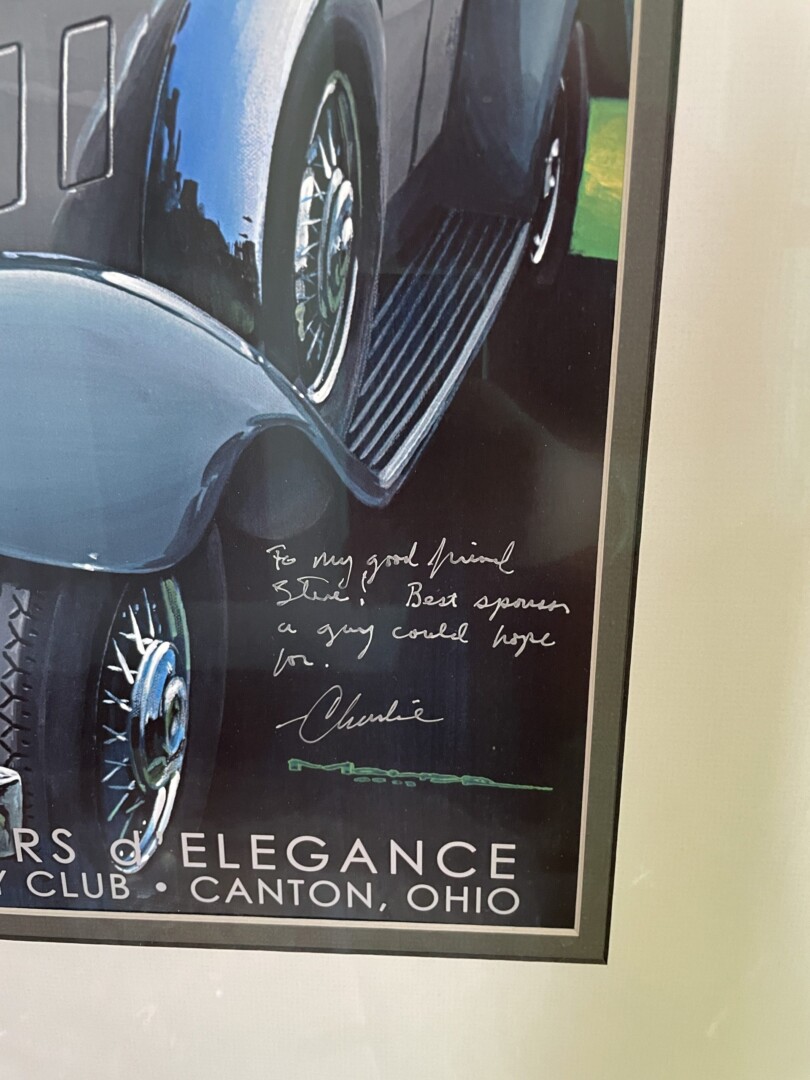 To my good friend
Steve! Best sponsor
a guy could hope
for.
Charlie
RS d'ELEGANCE
Y CLUB • CANTON, OHIO